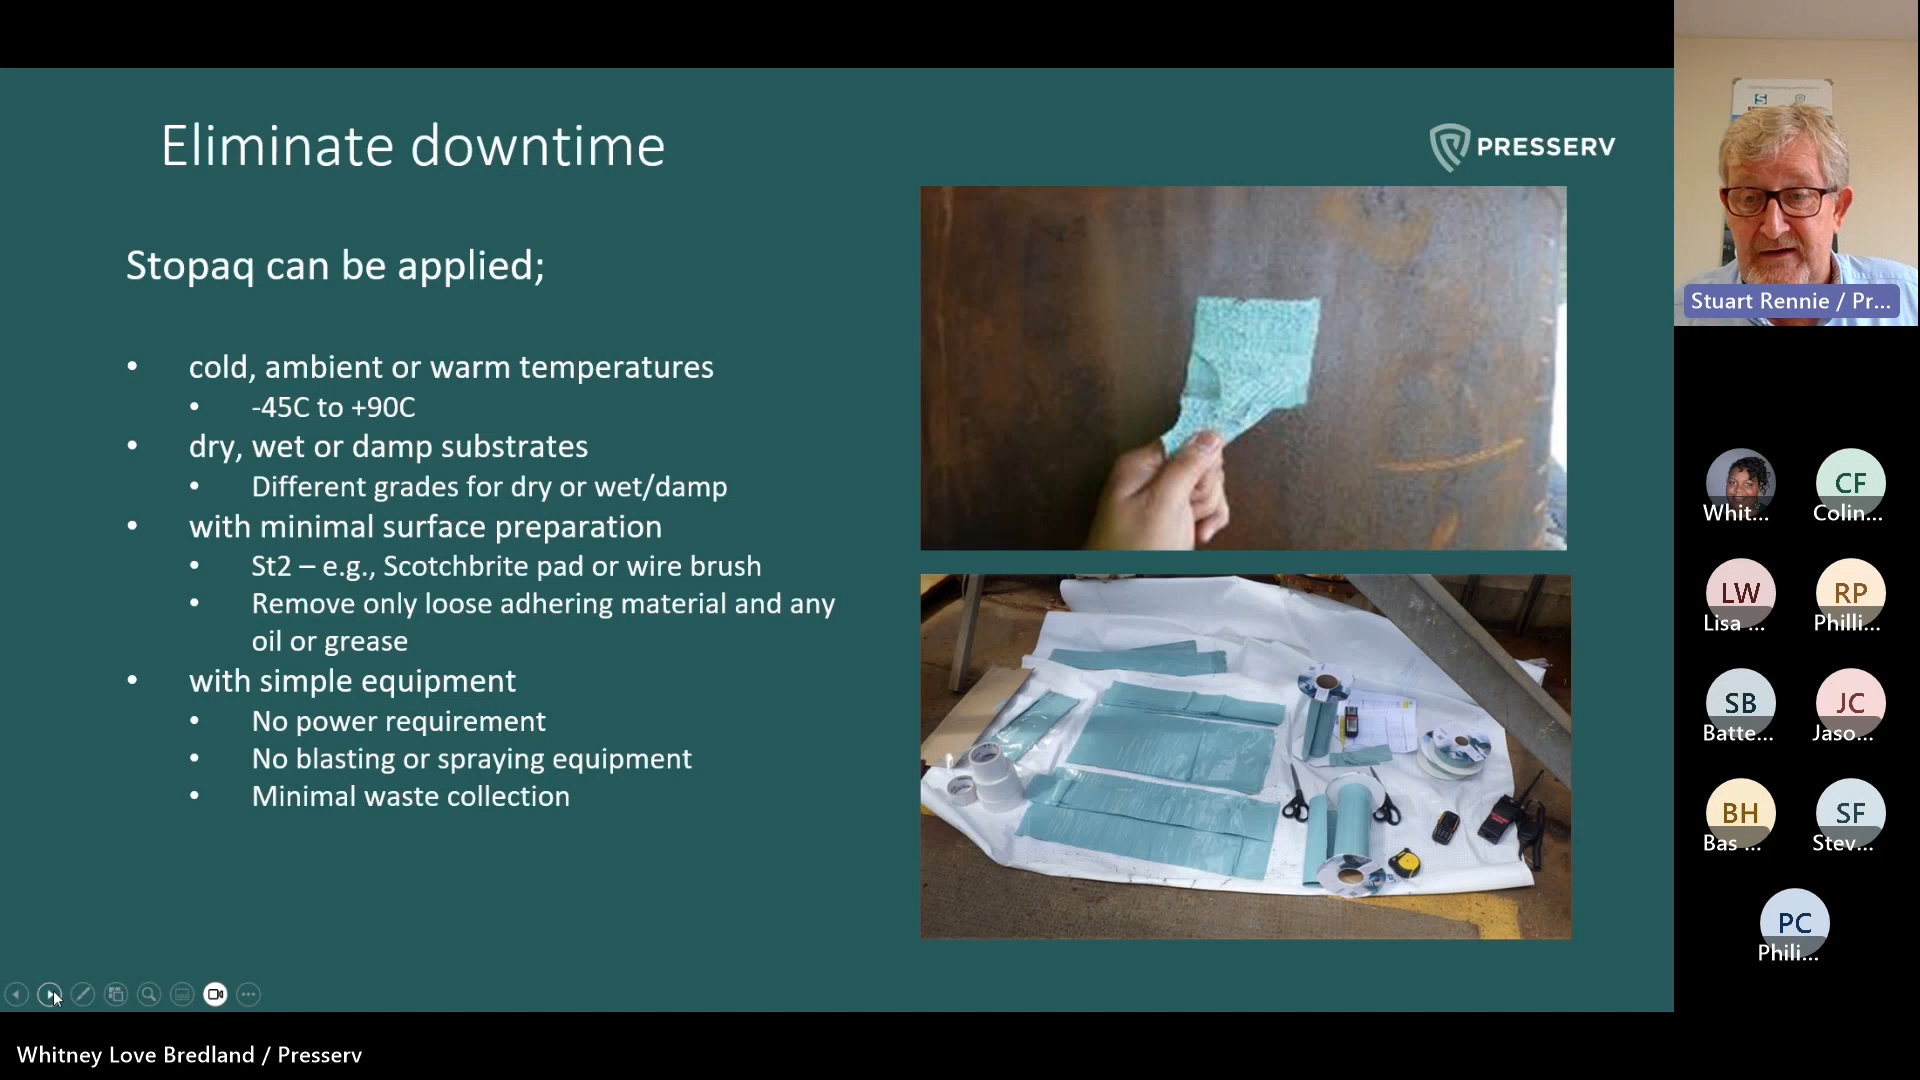 Eliminate downtime
PRESSERV
Stopaq can be applied;
• cold, ambient or warm temperatures
• -45C to +90C
• dry, wet or damp substrates
• Different grades for dry or wet/damp
• with minimal surface preparation
• St2 – e.g., Scotchbrite pad or wire brush
• Remove only loose adhering material and any
oil or grease
• with simple equipment
• No power requirement
• No blasting or spraying equipment
• Minimal waste collection
Stuart Rennie / Pr...
Whit...
CF
Colin...
LW
Lisa ...
RP
Philli...
SB
Batte...
JC
Jaso...
BH
Bas ...
SF
Stev...
PC
Phili...
Whitney Love Bredland / Presserv